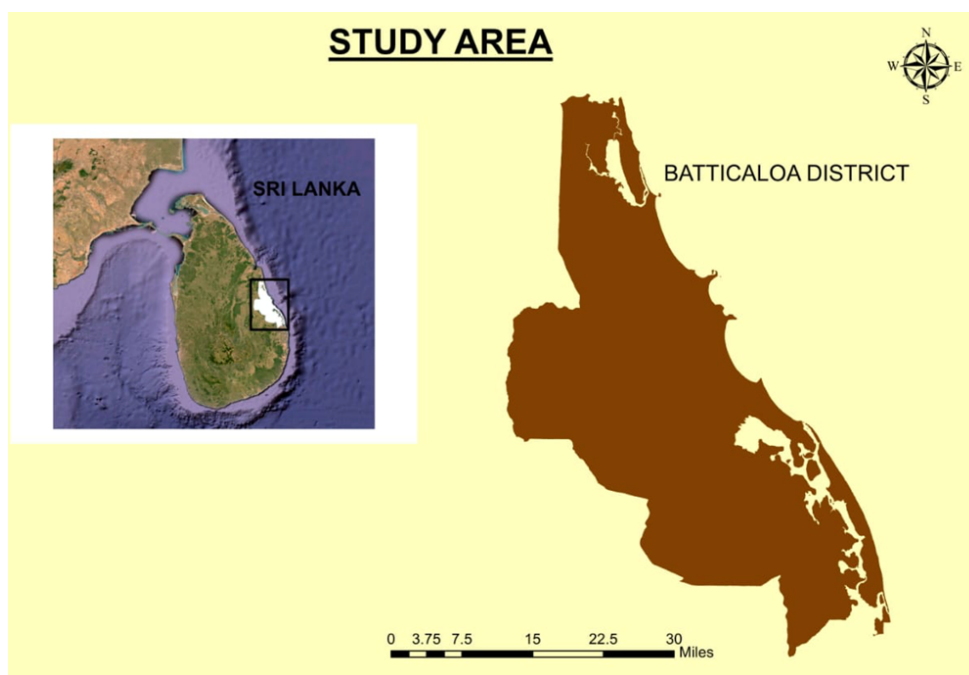 STUDY AREA
N
W E
S
SRI LANKA
BATTICALOA DISTRICT
0 3.75 7.5 15 22.5 30
Miles